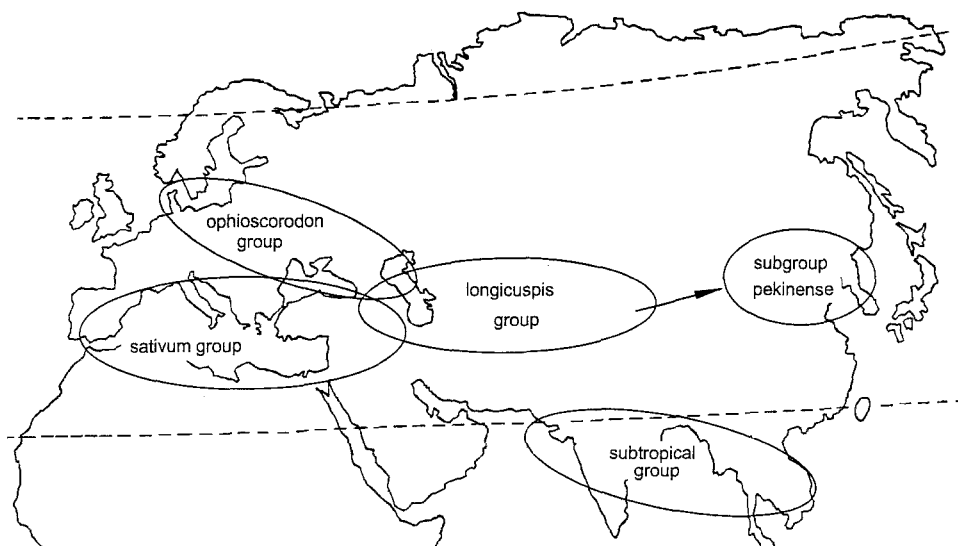 ophioscorodon
group
longicuspis
group
subgroup
pekinense
sativum group
subtropical
group